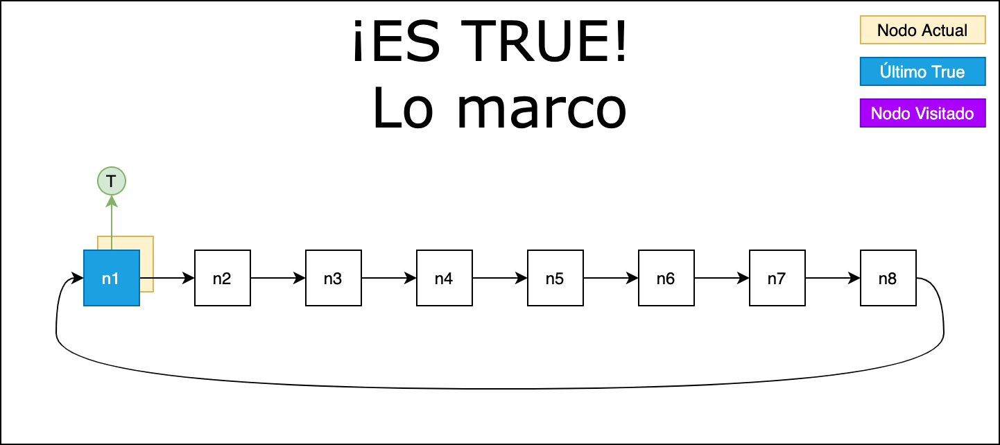 ¡ES TRUE!
Lo marco
Nodo Actual
Último True
Nodo Visitado
T
n1
n2
n3
n4
n5
n6
n7
n8